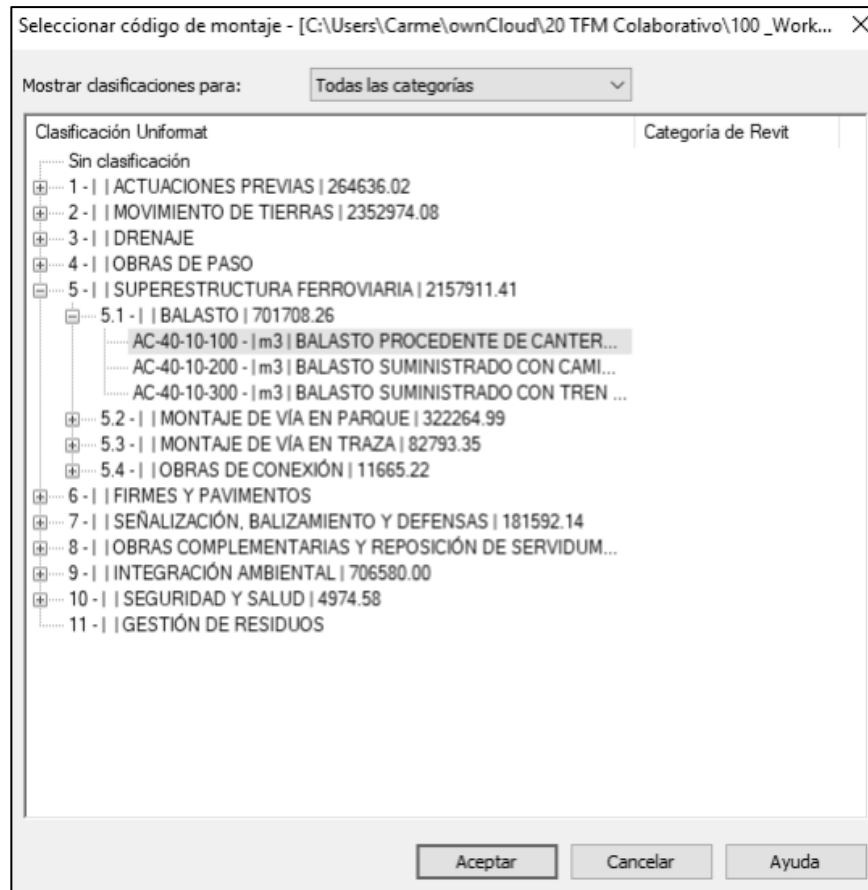 Seleccionar código de montaje - [C:\Users\Carme\ownCloud\20 TFM Colaborativo\100 _Work...
Mostrar clasificaciones para: Todas las categorías
Clasificación Uniformat Categoría de Revit
Sin clasificación
1 - | | ACTUACIONES PREVIAS | 264636.02
2 - | | MOVIMIENTO DE TIERRAS | 2352974.08
3 - | | DRENAJE
4 - | | OBRAS DE PASO
5 - | | SUPERESTRUCTURA FERROVIARIA | 2157911.41
5.1 - | | BALASTO | 701708.26
AC-40-10-100 - | m3 | BALASTO PROCEDENTE DE CANTER...
AC-40-10-200 - | m3 | BALASTO SUMINISTRADO CON CAMI...
AC-40-10-300 - | m3 | BALASTO SUMINISTRADO CON TREN ...
5.2 - | | MONTAJE DE VÍA EN PARQUE | 322264.99
5.3 - | | MONTAJE DE VÍA EN TRAZA | 82793.35
5.4 - | | OBRAS DE CONEXIÓN | 11665.22
6 - | | FIRMES Y PAVIMENTOS
7 - | | SEÑALIZACIÓN, BALIZAMIENTO Y DEFENSAS | 181592.14
8 - | | OBRAS COMPLEMENTARIAS Y REPOSICIÓN DE SERVIDUM...
9 - | | INTEGRACIÓN AMBIENTAL | 706580.00
10 - | | SEGURIDAD Y SALUD | 4974.58
11 - | | GESTIÓN DE RESIDUOS
Aceptar Cancelar Ayuda